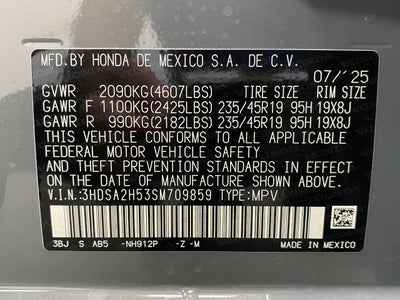 MFD.BY HONDA DE MEXICO S.A. DE C.V.
07/'25
GVWR 2090KG(4607LBS) TIRE SIZE RIM SIZE
GAWR F 1100KG(2425LBS) 235/45R19 95H 19X8J
GAWR R 990KG(2182LBS) 235/45R19 95H 19X8J
THIS VEHICLE CONFORMS TO ALL APPLICABLE
FEDERAL MOTOR VEHICLE SAFETY, BUMPER,
AND THEFT PREVENTION STANDARDS IN EFFECT
ON THE DATE OF MANUFACTURE SHOWN ABOVE.
V.I.N.:3HDSA2H53SM709859 TYPE:MPV
3BJ S AB5 -NH912P -Z -M MADE IN MEXICO